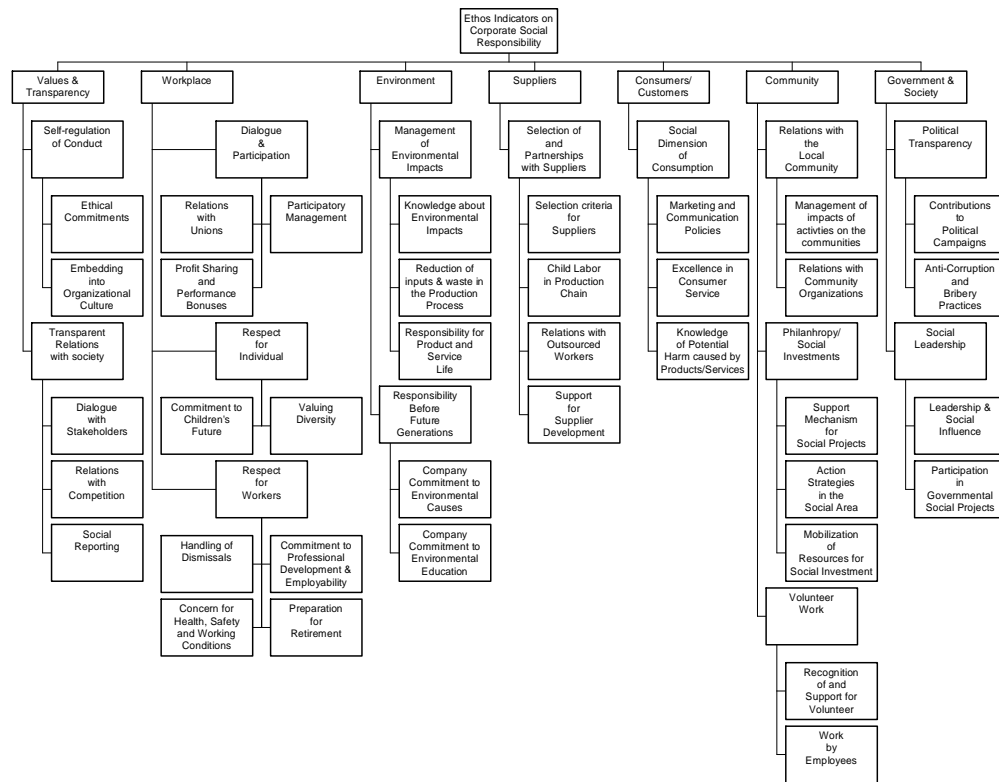 Ethos Indicators on
Corporate Social
Responsibility
Values &
Transparency
Self-regulation
of Conduct
Ethical
Commitments
Embedding
into
Organizational
Culture
Transparent
Relations
with society
Dialogue
with
Stakeholders
Relations
with
Competition
Social
Reporting
Workplace
Dialogue
&
Participation
Relations
with
Unions
Participatory
Management
Profit Sharing
and
Performance
Bonuses
Respect
for
Individual
Commitment to
Children's
Future
Valuing
Diversity
Respect
for
Workers
Handling of
Dismissals
Commitment to
Professional
Development &
Employability
Concern for
Health, Safety
and Working
Conditions
Preparation
for
Retirement
Environment
Management
of
Environmental
Impacts
Knowledge about
Environmental
Impacts
Reduction of
inputs & waste in
the Production
Process
Responsibility for
Product and
Service
Life
Responsibility
Before
Future
Generations
Company
Commitment to
Environmental
Causes
Company
Commitment to
Environmental
Education
Suppliers
Selection of
and
Partnerships
with Suppliers
Selection criteria
for
Suppliers
Child Labor
in Production
Chain
Relations with
Outsourced
Workers
Support
for
Supplier
Development
Consumers/
Customers
Social
Dimension
of
Consumption
Marketing and
Communication
Policies
Excellence in
Consumer
Service
Knowledge
of Potential
Harm caused by
Products/Services
Community
Relations with
the
Local
Community
Management of
impacts of
activties on the
communities
Relations with
Community
Organizations
Philanthropy/
Social
Investments
Support
Mechanism
for
Social Projects
Action
Strategies
in the
Social Area
Mobilization
of
Resources for
Social Investment
Volunteer
Work
Recognition
of and
Support for
Volunteer
Work
by
Employees
Government &
Society
Political
Transparency
Contributions
to
Political
Campaigns
Anti-Corruption
and
Bribery
Practices
Social
Leadership
Leadership &
Social
Influence
Participation
in
Governmental
Social Projects